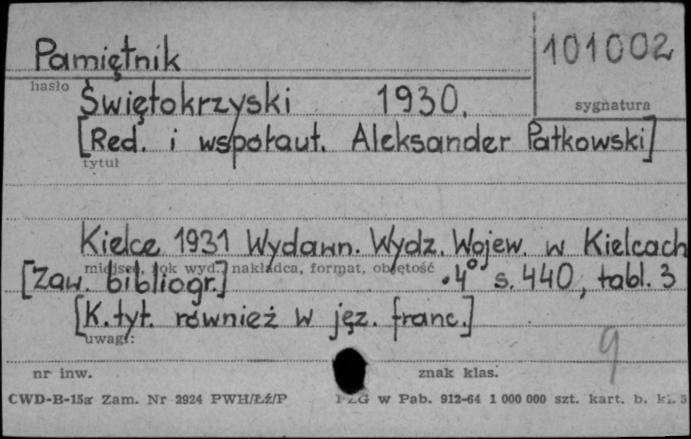 Pamiętnik
101002
hasło
Świętokrzyski 1930.
sygnatura
[Red. i współaut. Aleksander Patkowski]
tytuł
Kielce 1931 Wydawn. Wydz. Wojew. w Kielcach
miejsce, rok wyd., nakładca, format, objętość
[Zaw. bibliogr.] .4° s. 440, tabl. 3
[K. tyt. również w jęz. franc.]
uwagi:
9
nr inw. znak klas.
CWD-B-15a Zam. Nr 2924 PWH/Łź/P PZG w Pab. 912-64 1 000 000 szt. kart. b. kl. 5